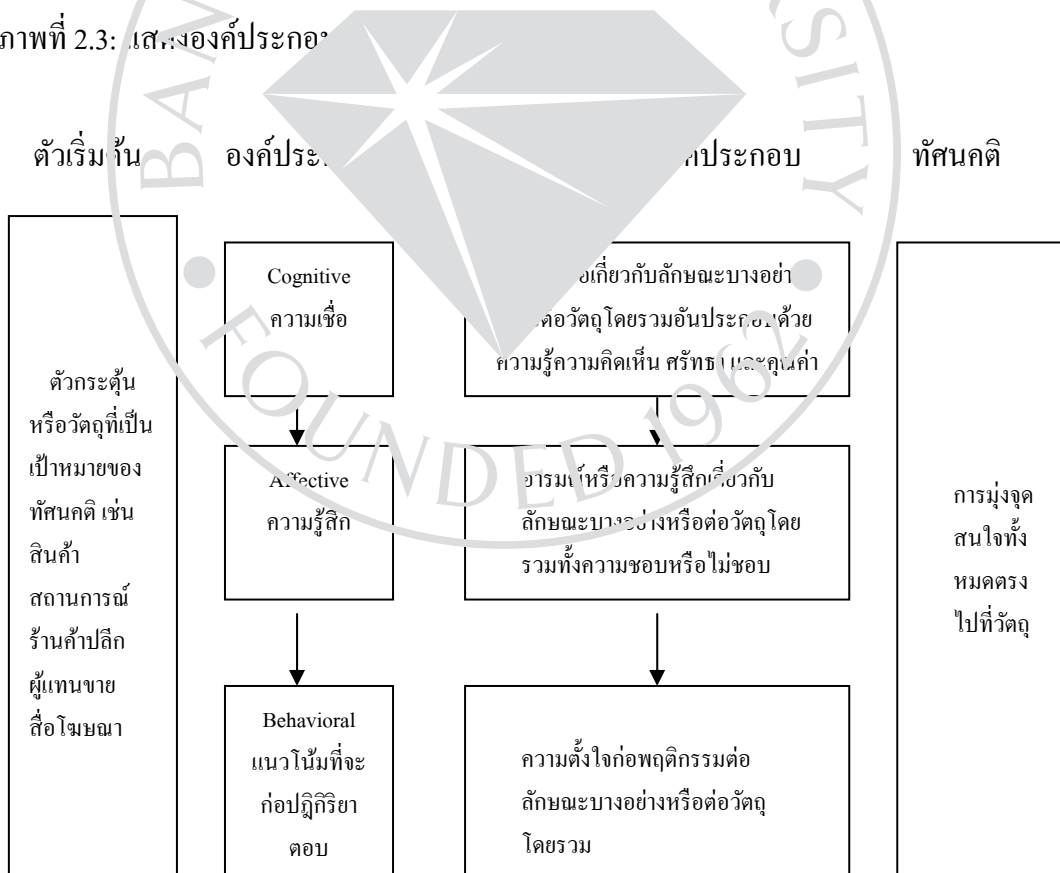 ภาพที่ 2.3: แสดงองค์ประกอบ
ตัวเริ่มต้น
องค์ประ
ประกอบ
ทัศนคติ
ตัวกระตุ้น
หรือวัตถุที่เป็น
เป้าหมายของ
ทัศนคติ เช่น
สินค้า
สถานการณ์
ร้านค้าปลีก
ผู้แทนขาย
สื่อโฆษณา
Cognitive
ความเชื่อ
เกี่ยวกับลักษณะบางอย่าง
ต่อวัตถุโดยรวมอันประกอบด้วย
ความรู้ความคิดเห็น ศรัทธา และคุณค่า
Affective
ความรู้สึก
อารมณ์หรือความรู้สึกเกี่ยวกับ
ลักษณะบางอย่างหรือต่อวัตถุโดย
รวมทั้งความชอบหรือไม่ชอบ
Behavioral
แนวโน้มที่จะ
ก่อปฎิกิริยา
ตอบ
ความตั้งใจก่อพฤติกรรมต่อ
ลักษณะบางอย่างหรือต่อวัตถุ
โดยรวม
การมุ่งจุด
สนใจทั้ง
หมดตรง
ไปที่วัตถุ
FOUNDED 1962